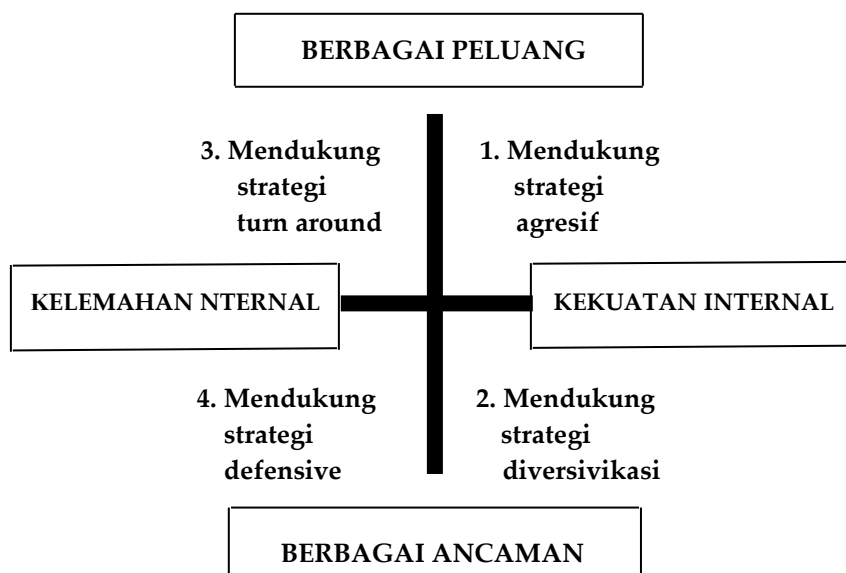 BERBAGAI PELUANG
3. Mendukung
strategi
turn around
1. Mendukung
strategi
agresif
KELEMAHAN NTERNAL
KEKUATAN INTERNAL
4. Mendukung
strategi
defensive
2. Mendukung
strategi
diversivikasi
BERBAGAI ANCAMAN